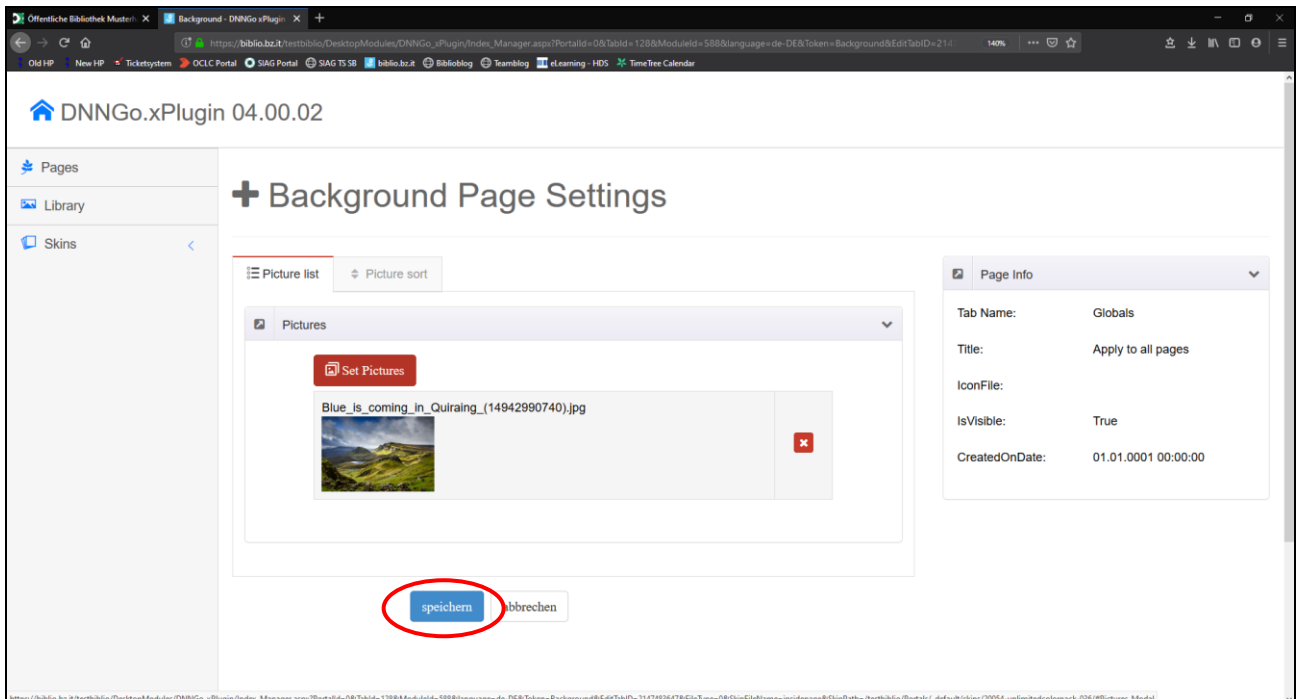 Öffentliche Bibliothek Musterh
Background - DNNGo xPlugin
https://biblio.bz.it/testbiblio/DesktopModules/DNNGo_xPlugin/Index_Manager.aspx?PortalId=0&TabId=128&ModuleId=588&language=de-DE&Token=Background&EditTabID=214 140%
Old HP New HP Ticketsystem OCLC Portal SIAG Portal SIAG TS SB biblio.bz.it Biblioblog Teamblog eLearning - HDS TimeTree Calendar
DNNGo.xPlugin 04.00.02
Pages
Library
Skins
Background Page Settings
Picture list Picture sort
Pictures
Set Pictures
Blue_is_coming_in_Quiraing_(14942990740).jpg
speichern abbrechen
Page Info
Tab Name: Globals
Title: Apply to all pages
IconFile:
IsVisible: True
CreatedOnDate: 01.01.0001 00:00:00